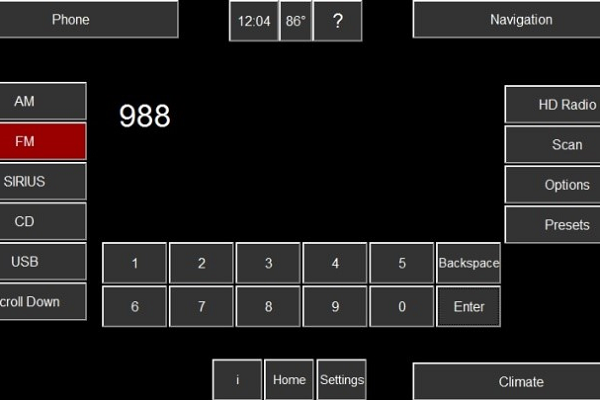 Phone
12:04
86°
?
Navigation
AM
FM
SIRIUS
CD
USB
croll Down
988
HD Radio
Scan
Options
Presets
1 2 3 4 5 Backspace
6 7 8 9 0 Enter
i
Home
Settings
Climate